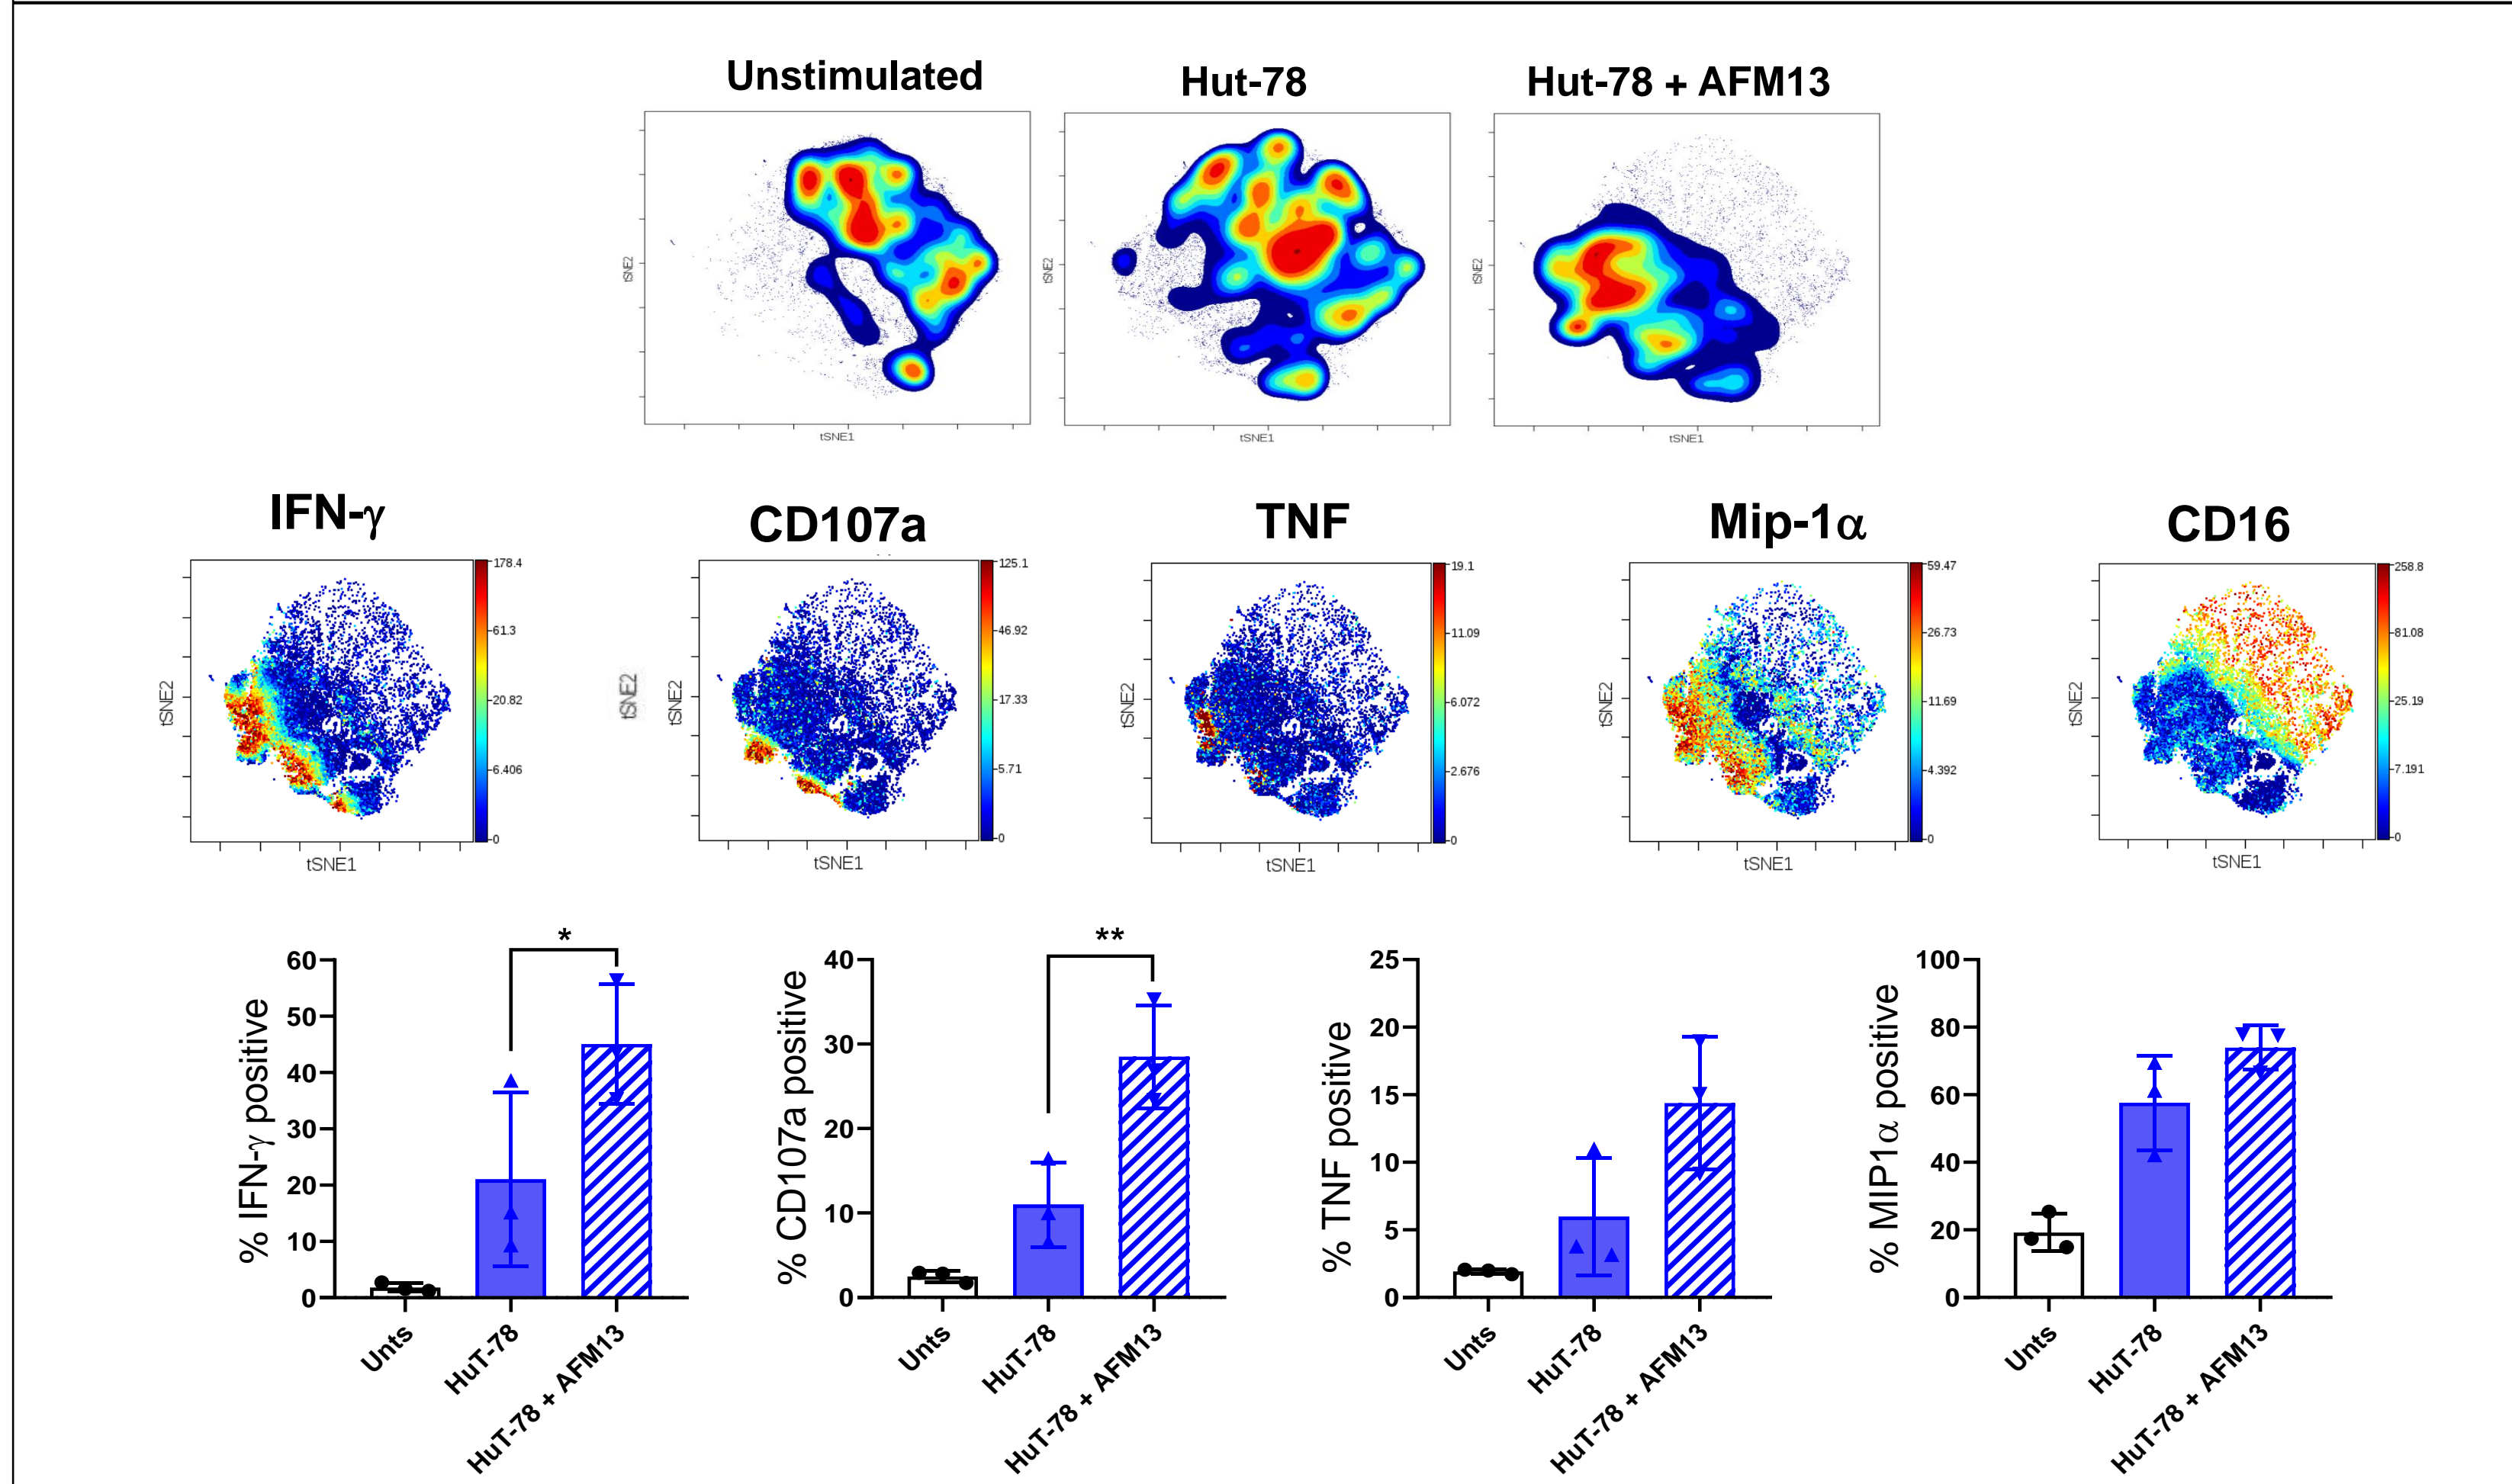 Unstimulated
Hut-78
Hut-78 + AFM13
tSNE2
tSNE1
tSNE2
tSNE1
tSNE2
tSNE1
IFN-γ
CD107a
TNF
Mip-1α
CD16
178.4
61.3
20.82
6.406
0
tSNE2
tSNE1
tSNE2
125.1
46.92
17.33
5.71
0
tSNE2
tSNE1
19.1
11.09
6.072
2.676
0
tSNE2
tSNE1
59.47
26.73
11.69
4.392
0
tSNE2
tSNE1
258.8
81.08
25.19
7.191
0
tSNE2
tSNE1
% IFN-γ positive
60
50
40
30
20
10
0
*
Unts
HuT-78
HuT-78 + AFM13
% CD107a positive
40
30
20
10
0
**
Unts
HuT-78
HuT-78 + AFM13
% TNF positive
25
20
15
10
5
0
Unts
HuT-78
HuT-78 + AFM13
% MIP1α positive
100
80
60
40
20
0
Unts
HuT-78
HuT-78 + AFM13